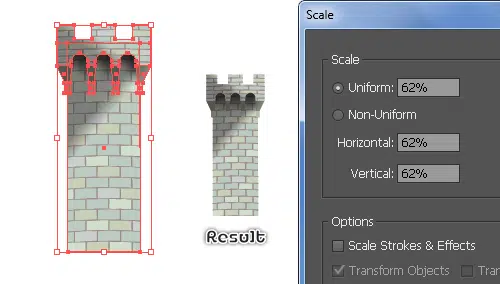 Scale
Scale
Uniform: 62%
Non-Uniform
Horizontal: 62%
Vertical: 62%
Result
Options
Scale Strokes & Effects
Transform Objects